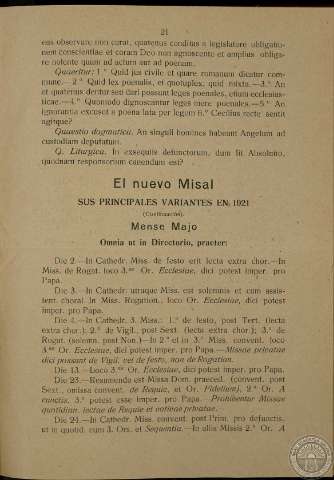 21
eas observare non curat, quatenus conditus a legislatore obligatio-
nem conscientiae et coram Deo non agnoscente et amplius obliga-
re nolente quam ad actum aut ad poenam.
Quaeritur: 1.º Quid jus civile et quare romanum dicatur com-
mune.—2.º Quid lex poenalis, et quotuplex, quid mixta.—3.º An
et quatenus dentur seu dari possunt leges poenales, etiam ecclesias-
ticae.—4.º Quomodo dignoscantur leges mere poenales.—5.º An
ignorantia excuset a poena lata per legem 6.º Cecilius recte sentit
agitque?
Quaestio dogmatica. An singuli homines habeant Angelum ad
custodiam deputatum.
Q. Liturgica. In exsequiis defunctorum, dum fit Absolutio,
quodnam responsorium canendum est?
El nuevo Misal
SUS PRINCIPALES VARIANTES EN 1921
(Continuación).
Mense Majo
Omnia ut in Directorio, praeter:
Die 2.—In Cathedr. Miss. de festo erit lecta extra chor.—In
Miss. de Rogat. loco 3.ae Or. Ecclesiae, dici potest imper. pro
Papa.
Die 3.—In Cathedr. utraque Miss. est solemnis et cum assis-
tent. choral. In Miss. Rogation., loco Or. Ecclesiae, dici potest
imper. pro Papa.
Die 4.—In Cathedr. 3. Miss.: 1.ª de festo, post Tert. (lecta
extra chor.); 2.ª de Vigil., post Sext. (lecta extra chor.); 3.ª de
Rogat. (solemn. post Non.)—In 2.ª et in 3.ª Miss. convent. loco
3.ae Or. Ecclesiae, dici potest imper. pro Papa.—Missae privatae
dici possunt de Vigil. vel de festo, non de Rogation.
Die 13.—Loco 3.ae Or. Ecclesiae, dici potest imper. pro Papa.
Die 23.—Resumenda est Missa Dom. preced. (convent. post
Sext., omissa convent. de Requie, et Or. Fidelium), 2.ª Or. A
cunctis, 3.ª potest esse imper. pro Papa.—Prohibentur Missae
quotidian. lectae de Requie et votivae privatae.
Die 24.—In Cathedr. Miss. convent. post Prim. pro defunctis,
ut in quotid. cum 3. Ors. et Sequentia.—In aliis Missis 2.ª Or. A